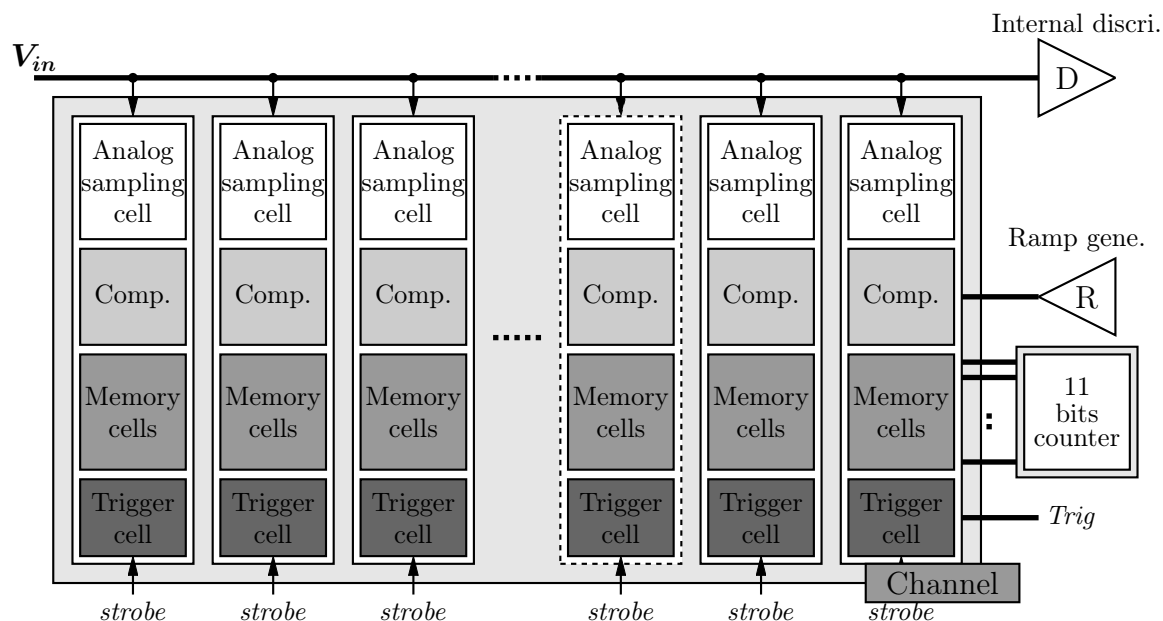 Internal discri.
V_in
D
Analog sampling cell
Analog sampling cell
Analog sampling cell
Analog sampling cell
Analog sampling cell
Analog sampling cell
Ramp gene.
Comp.
Comp.
Comp.
Comp.
Comp.
Comp.
R
Memory cells
Memory cells
Memory cells
Memory cells
Memory cells
Memory cells
11
bits
counter
Trigger cell
Trigger cell
Trigger cell
Trigger cell
Trigger cell
Trigger cell
Trig
Channel
strobe
strobe
strobe
strobe
strobe
strobe